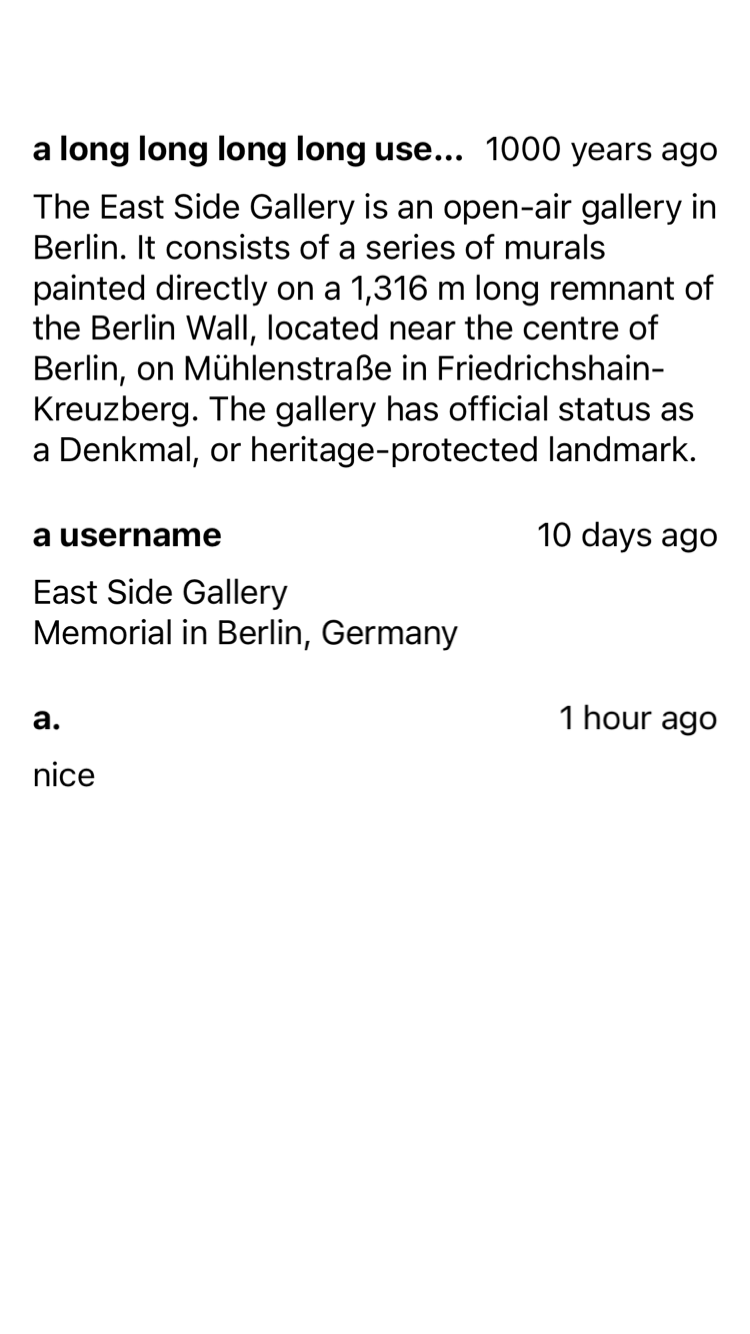 a long long long long use... 1000 years ago
The East Side Gallery is an open-air gallery in
Berlin. It consists of a series of murals
painted directly on a 1,316 m long remnant of
the Berlin Wall, located near the centre of
Berlin, on Mühlenstraße in Friedrichshain-
Kreuzberg. The gallery has official status as
a Denkmal, or heritage-protected landmark.
a username 10 days ago
East Side Gallery
Memorial in Berlin, Germany
a. 1 hour ago
nice